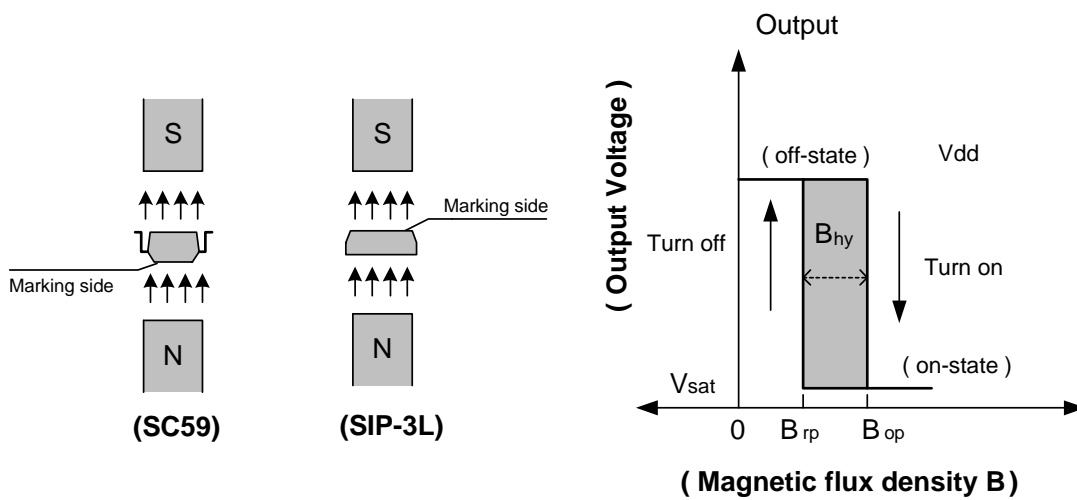 S
N
Marking side
(SC59)
S
N
Marking side
(SIP-3L)
Output
( Output Voltage )
( off-state )
Vdd
Turn off
Bhy
Turn on
( on-state )
Vsat
0
B rp
B op
( Magnetic flux density B )